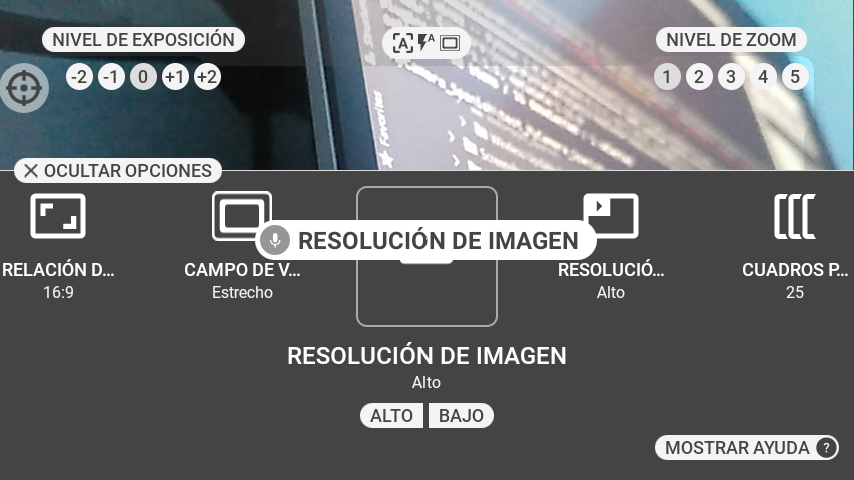 NIVEL DE EXPOSICIÓN
A
A
NIVEL DE ZOOM
-2 -1 0 +1 +2
1 2 3 4 5
Favorites
OCULTAR OPCIONES
RESOLUCIÓN DE IMAGEN
RELACIÓN D...
16:9
CAMPO DE V...
Estrecho
RESOLUCIÓ...
Alto
CUADROS P...
25
RESOLUCIÓN DE IMAGEN
Alto
ALTO BAJO
MOSTRAR AYUDA ?